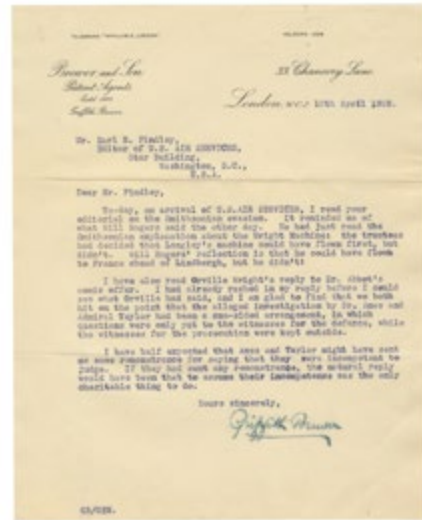 Brewer and Son
Patent Agents
Griffith Brewer
33 Chancery Lane
London, W.C.2 April
Mr. Earl N. Findley,
Editor of U.S. AIR SERVICES,
Star Building,
Washington, D.C.,
U.S.A.
Dear Mr. Findley,
To-day, on arrival of U.S. AIR SERVICES, I read your
editorial on the Smithsonian evasion. It reminded me of
what Will Rogers said the other day. He had just read the
Smithsonian explanation about the Wright Machine: the trustees
had decided that Langley's machine could have flown first, but
didn't. Will Rogers' reflection is that he could have flown
to France ahead of Lindbergh, but he didn't!
I have also read Orville Wright's reply to Dr. Abbot's
effort. I had already rushed in my reply before I could
see what Orville had said, and I am glad to find that we both
hit on the point that the alleged investigation by Dr. Ames and
Admiral Taylor had been a one-sided arrangement, in which
questions were only put to the witnesses for the defence, while
the witnesses for the prosecution were kept outside.
I have half expected that Ames and Taylor might have sent
some remonstrance for saying that they were incompetent to
judge. If they had sent any remonstrance, the natural reply
would have been that to assume their incompetence was the only
charitable thing to do.
Yours sincerely,
Griffith Brewer